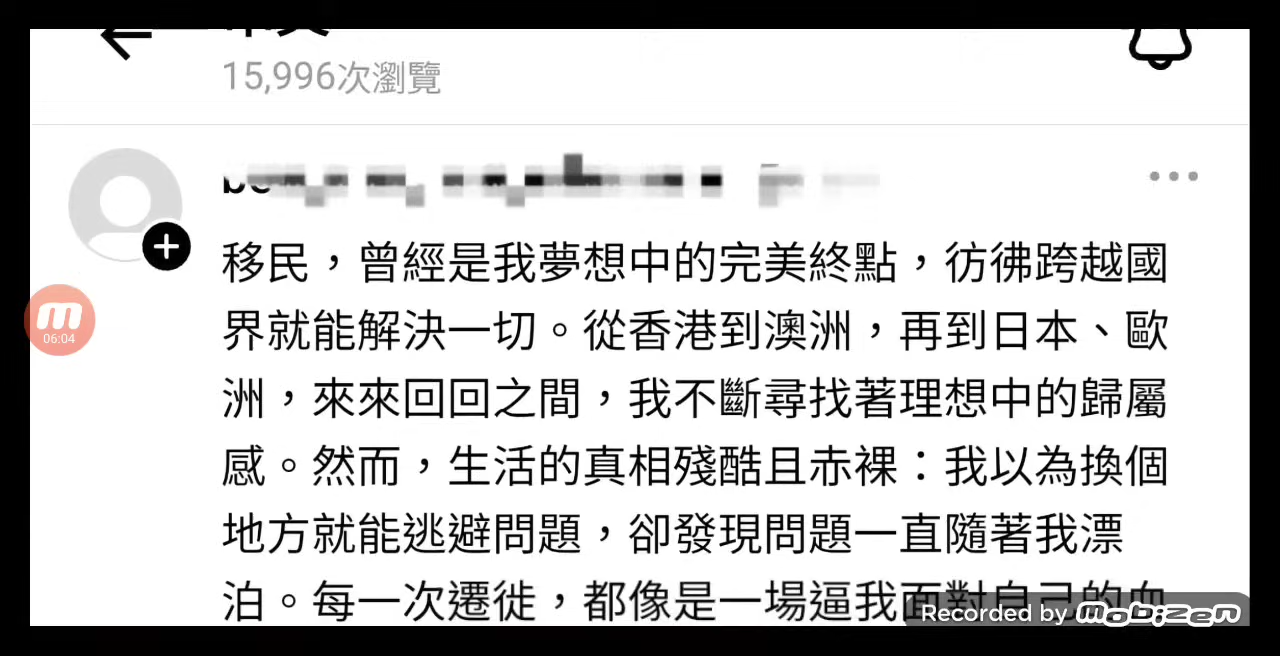 15,996次瀏覽
移民，曾經是我夢想中的完美終點，彷彿跨越國
界就能解決一切。從香港到澳洲，再到日本、歐
洲，來來回回之間，我不斷尋找著理想中的歸屬
感。然而，生活的真相殘酷且赤裸：我以為換個
地方就能逃避問題，卻發現問題一直隨著我漂
泊。每一次遷徙，都像是一場逼我面對自己的血
06:04
Recorded by mobizen